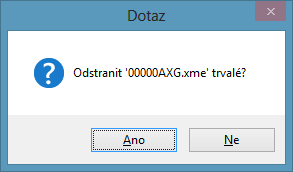 Dotaz
Odstranit '00000AXG.xme' trvalé?
Ano
Ne